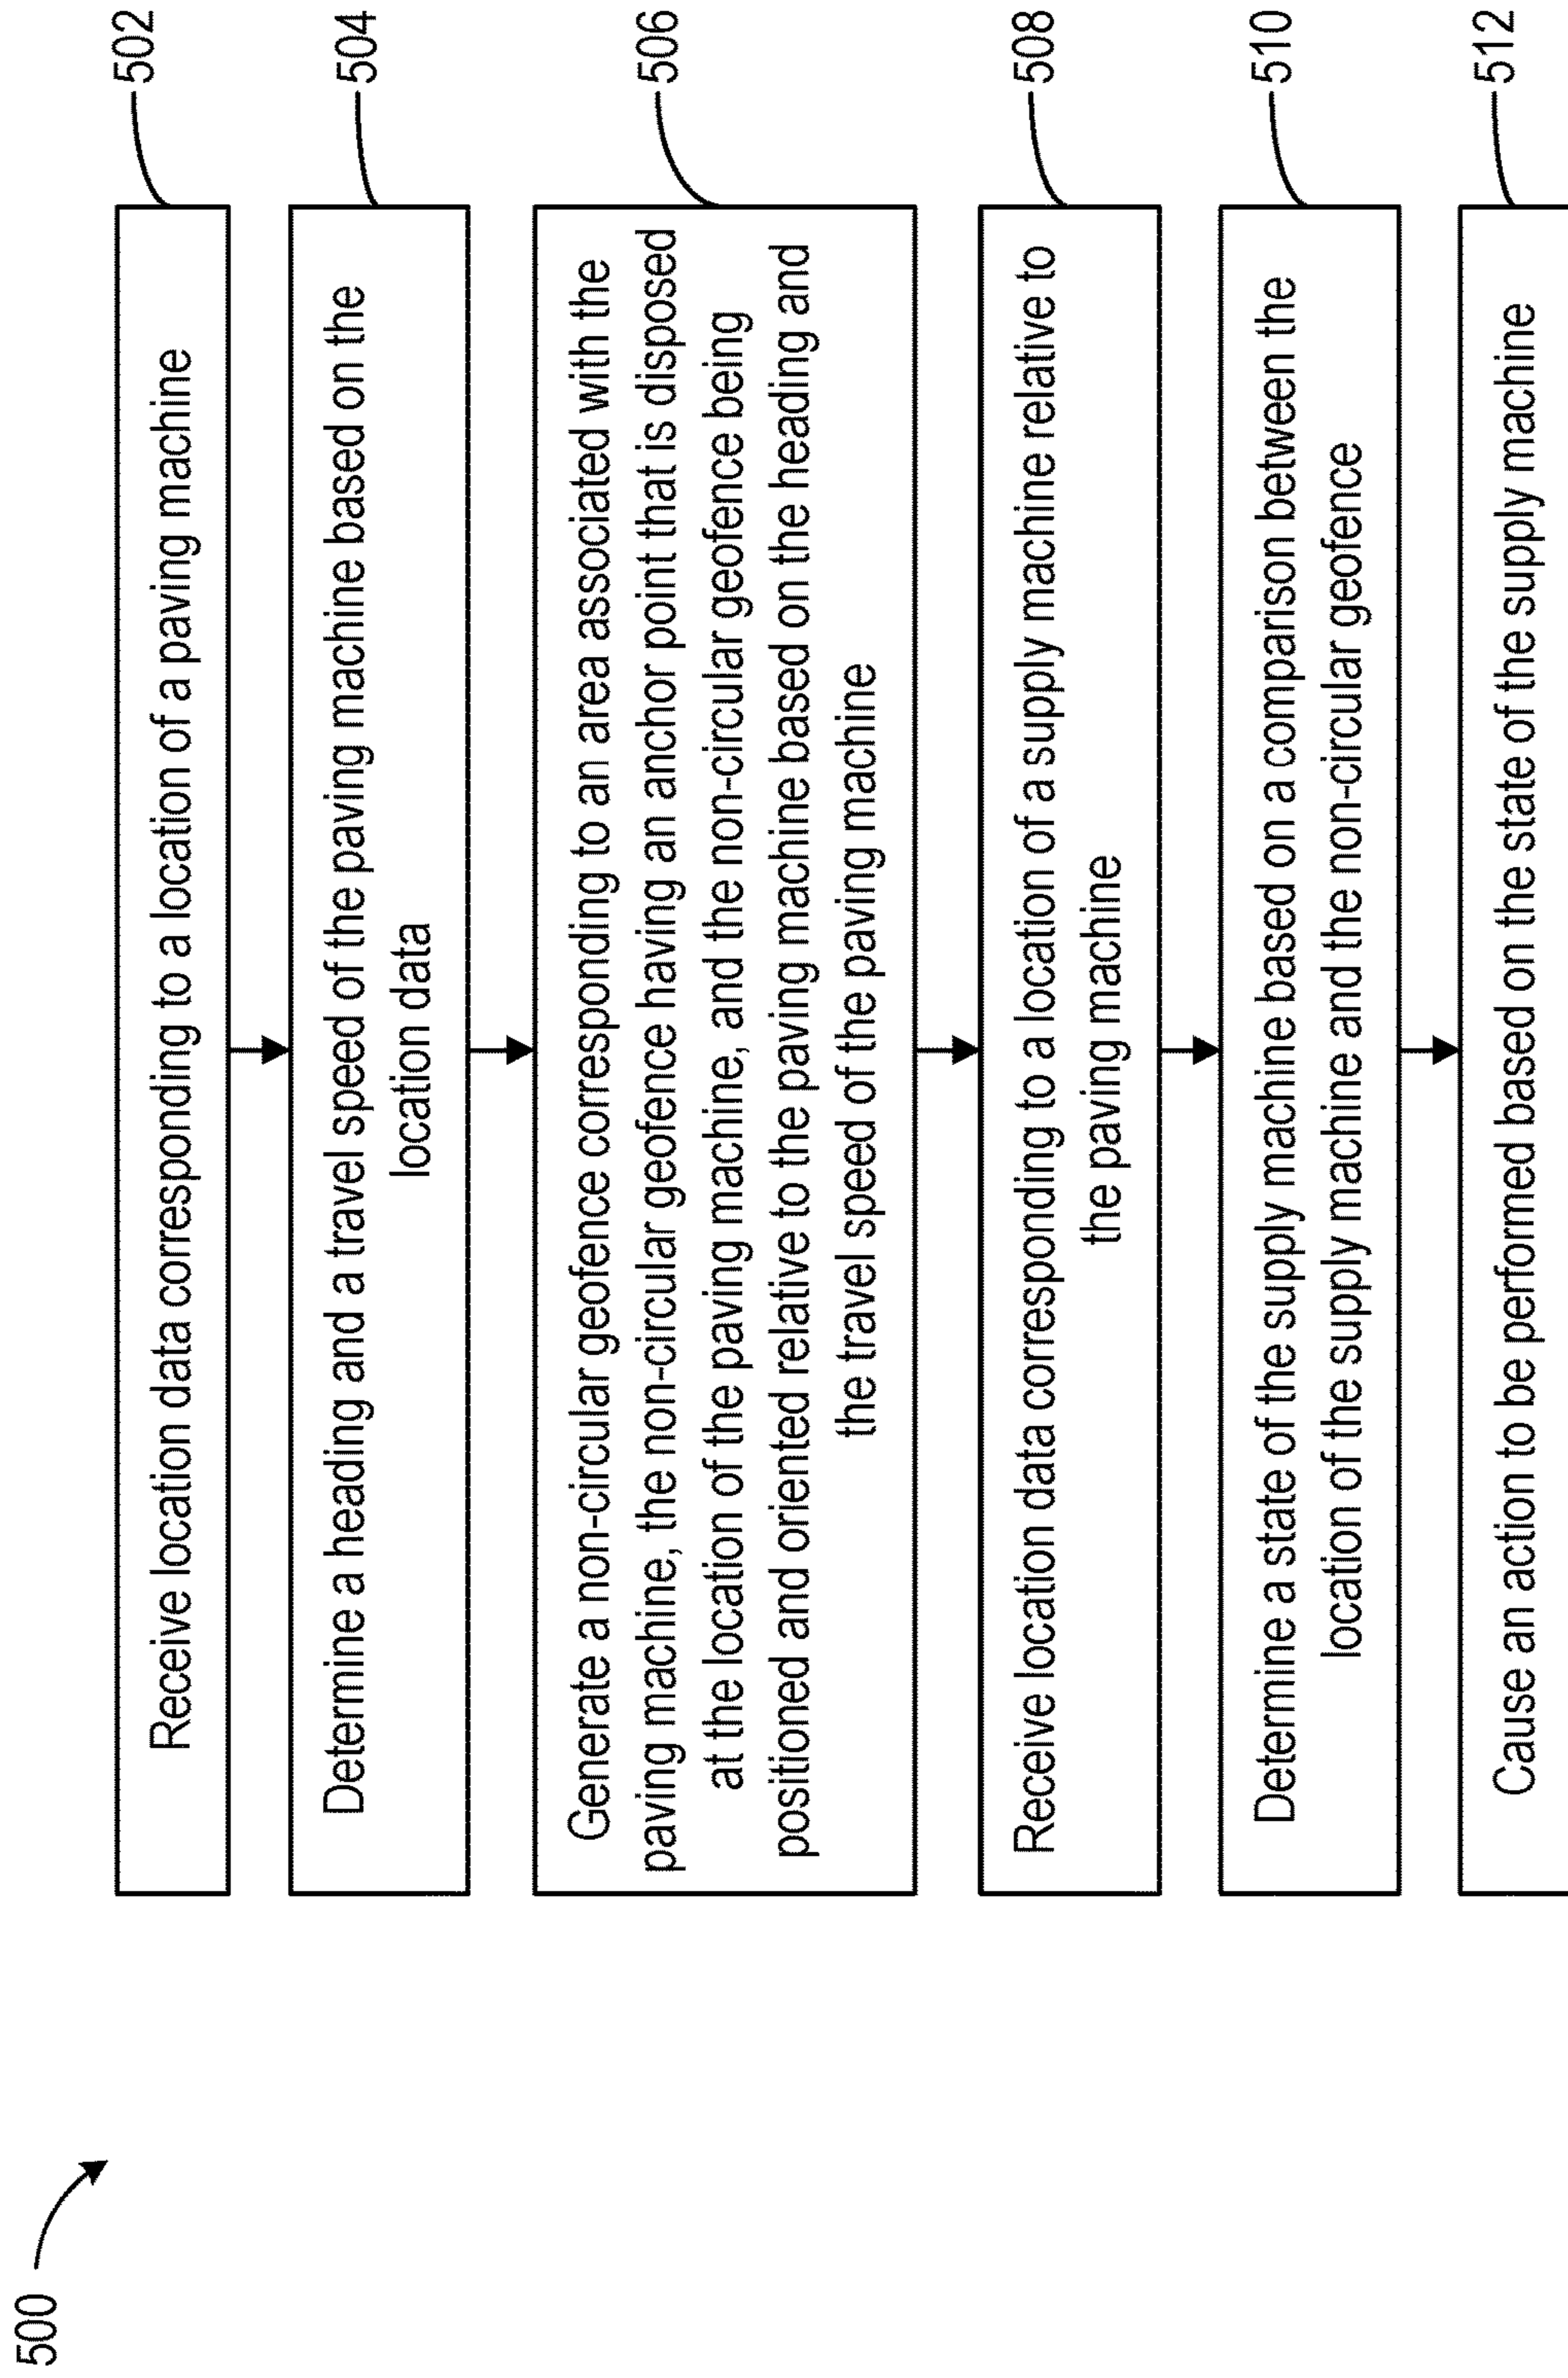 500
Receive location data corresponding to a location of a paving machine
502
Determine a heading and a travel speed of the paving machine based on the
location data
504
Generate a non-circular geofence corresponding to an area associated with the
paving machine, the non-circular geofence having an anchor point that is disposed
at the location of the paving machine, and the non-circular geofence being
positioned and oriented relative to the paving machine based on the heading and
the travel speed of the paving machine
506
Receive location data corresponding to a location of a supply machine relative to
the paving machine
508
Determine a state of the supply machine based on a comparison between the
location of the supply machine and the non-circular geofence
510
Cause an action to be performed based on the state of the supply machine
512